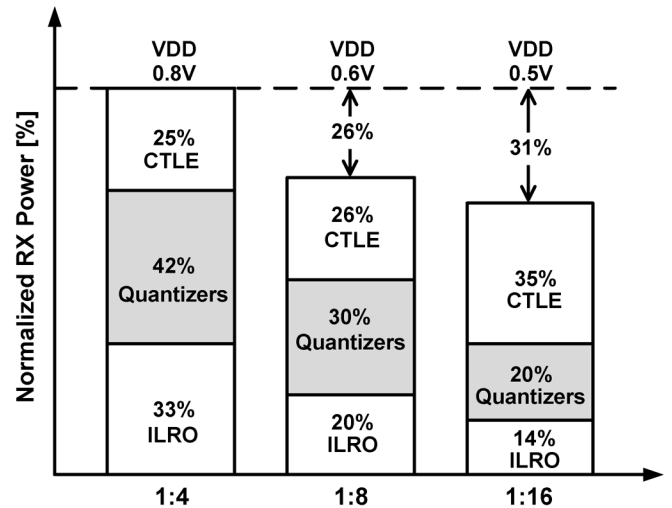 Normalized RX Power [%]
VDD
0.8V
VDD
0.6V
VDD
0.5V
25%
CTLE
42%
Quantizers
33%
ILRO
26%
26%
CTLE
30%
Quantizers
20%
ILRO
31%
35%
CTLE
20%
Quantizers
14%
ILRO
1:4
1:8
1:16